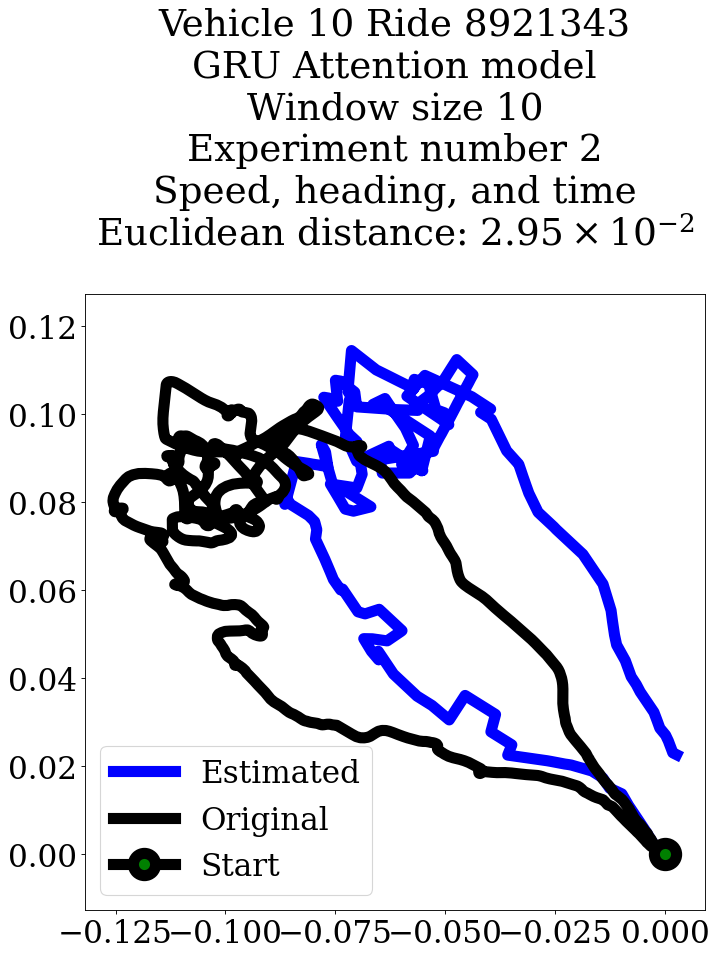 Vehicle 10 Ride 8921343
GRU Attention model
Window size 10
Experiment number 2
Speed, heading, and time
Euclidean distance: 2.95 × 10⁻²
0.12
0.10
0.08
0.06
0.04
0.02
0.00
Estimated
Original
Start
−0.125 −0.100 −0.075 −0.050 −0.025 0.000